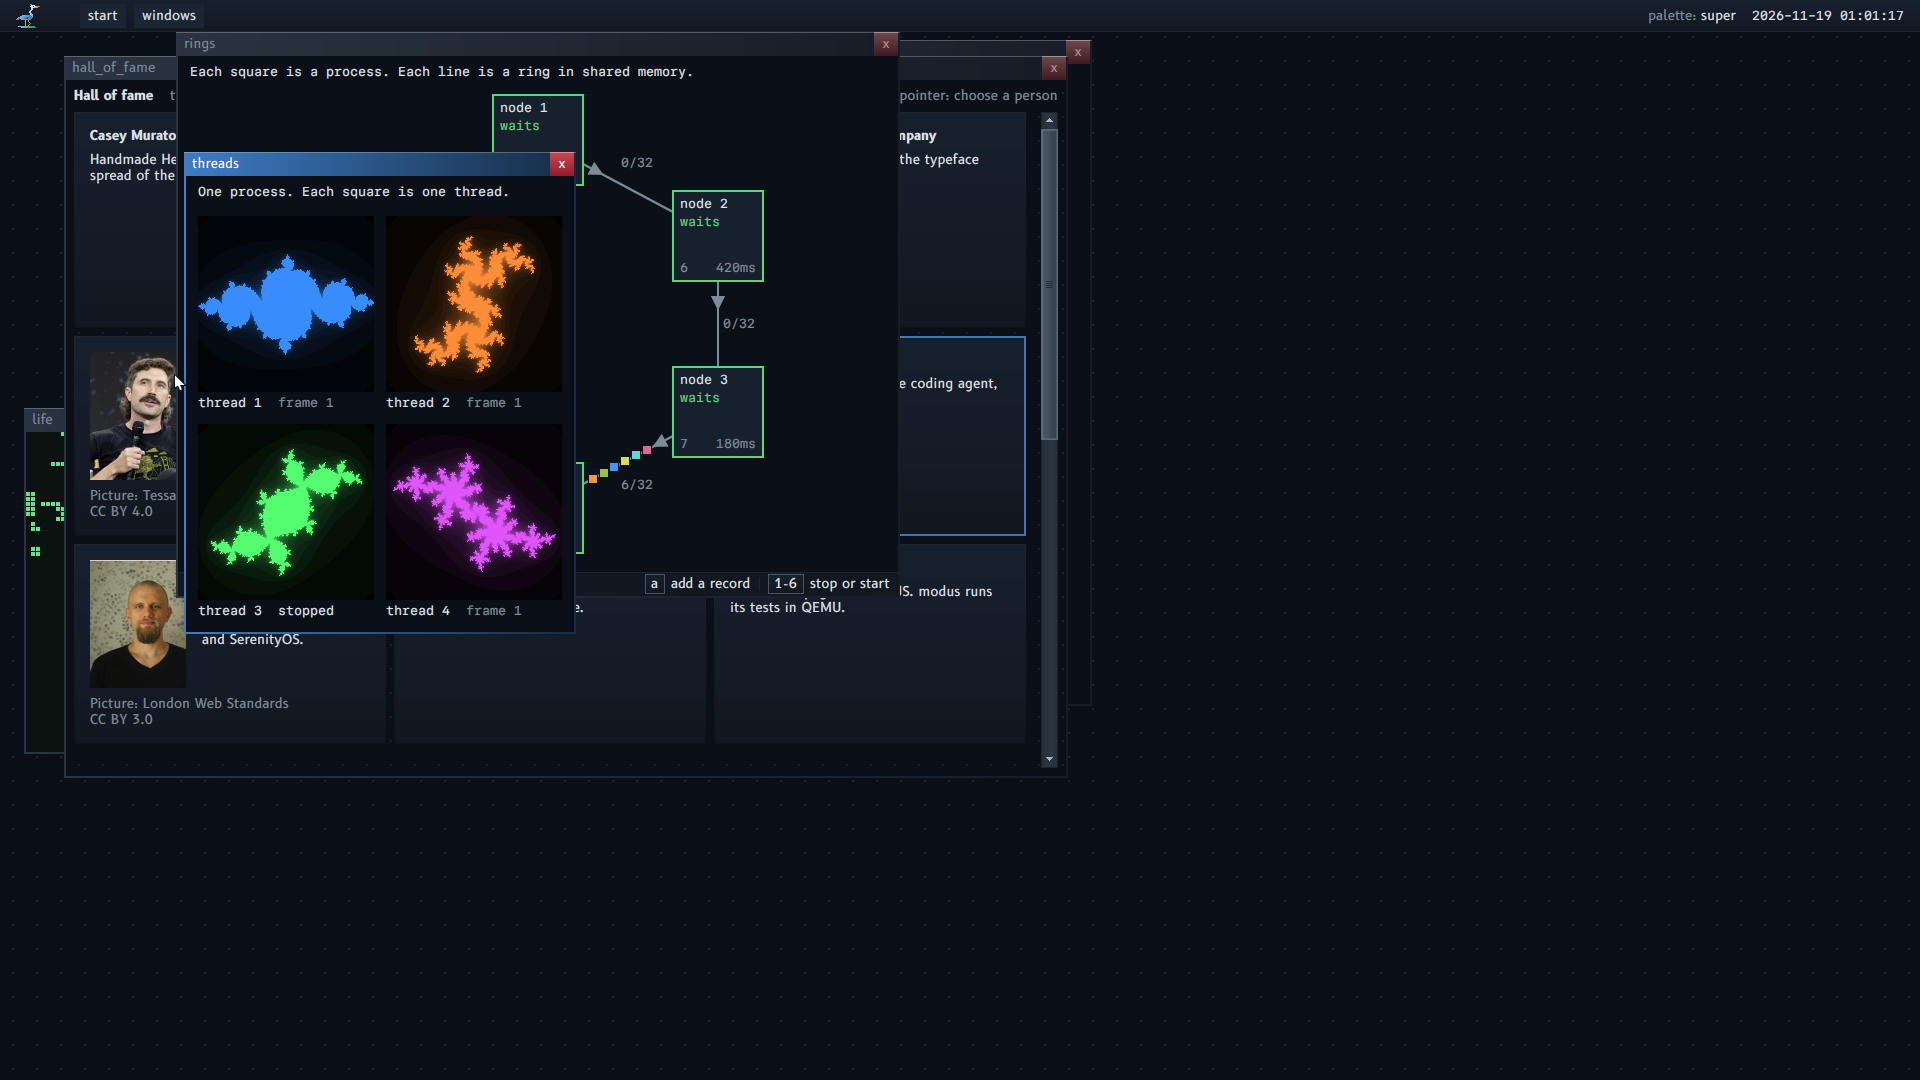 start windows palette: super 2026-11-19 01:01:17
rings x
x
hall_of_fame x
Each square is a process. Each line is a ring in shared memory.
Hall of fame pointer: choose a person
node 1
waits
Casey
Handmade
spread of the
the typeface
threads x
0/32
One process. Each square is one thread.
node 2
waits
6 420ms
0/32
node 3
waits
7 180ms
coding agent,
thread 1 frame 1
thread 2 frame 1
life
6/32
Picture: Tessa
CC BY 4.0
a add a record 1-6 stop or start
modus runs
its tests in QEMU.
thread 3 stopped
thread 4 frame 1
and SerenityOS.
Picture: London Web Standards
CC BY 3.0